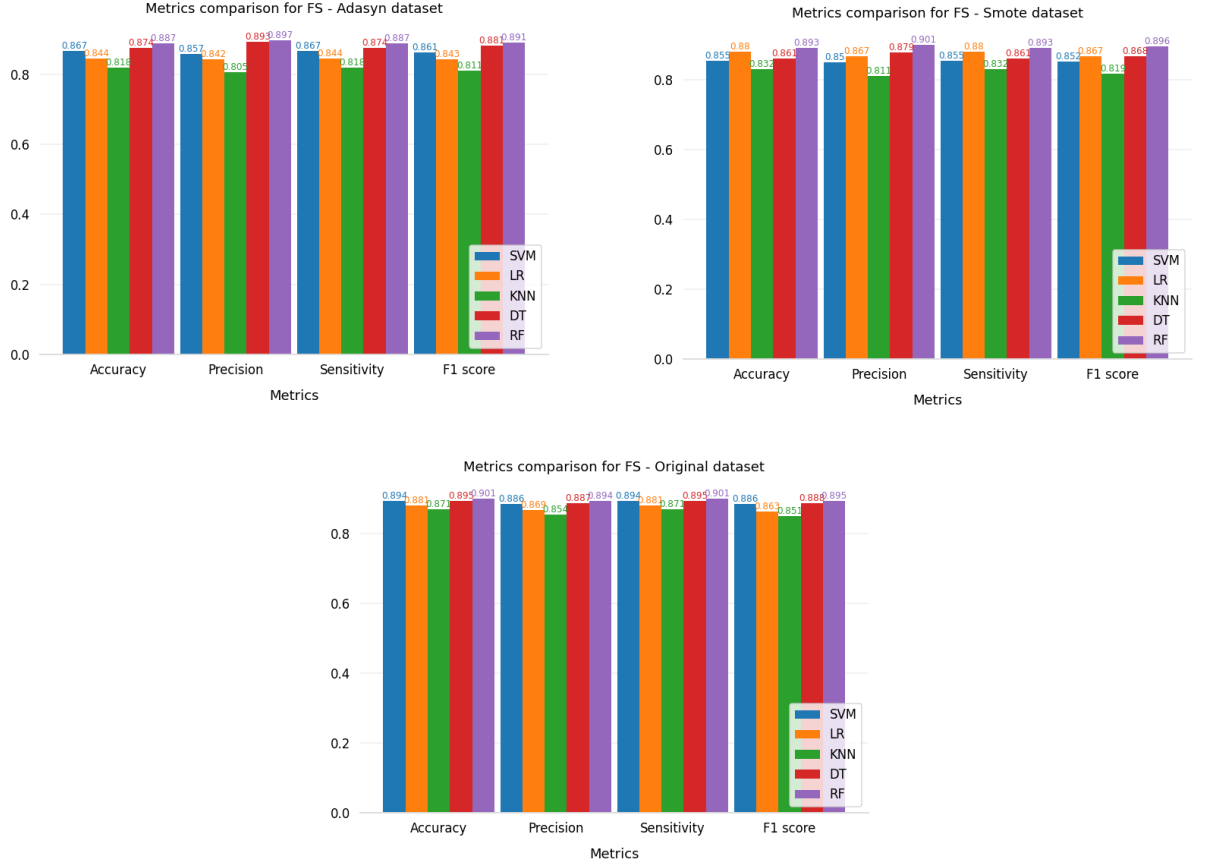 Metrics comparison for FS - Adasyn dataset
0.867 0.844 0.818 0.874 0.887 0.857 0.842 0.805 0.893 0.897 0.867 0.844 0.818 0.874 0.887 0.861 0.843 0.811 0.881 0.891
0.8
0.6
0.4
0.2
0.0
SVM
LR
KNN
DT
RF
Accuracy Precision Sensitivity F1 score
Metrics
Metrics comparison for FS - Smote dataset
0.855 0.88 0.832 0.861 0.893 0.85 0.867 0.811 0.879 0.901 0.855 0.88 0.832 0.861 0.893 0.852 0.867 0.819 0.868 0.896
0.8
0.6
0.4
0.2
0.0
SVM
LR
KNN
DT
RF
Accuracy Precision Sensitivity F1 score
Metrics
Metrics comparison for FS - Original dataset
0.894 0.881 0.871 0.895 0.901 0.886 0.869 0.854 0.887 0.894 0.894 0.881 0.871 0.895 0.901 0.886 0.863 0.851 0.888 0.895
0.8
0.6
0.4
0.2
0.0
SVM
LR
KNN
DT
RF
Accuracy Precision Sensitivity F1 score
Metrics